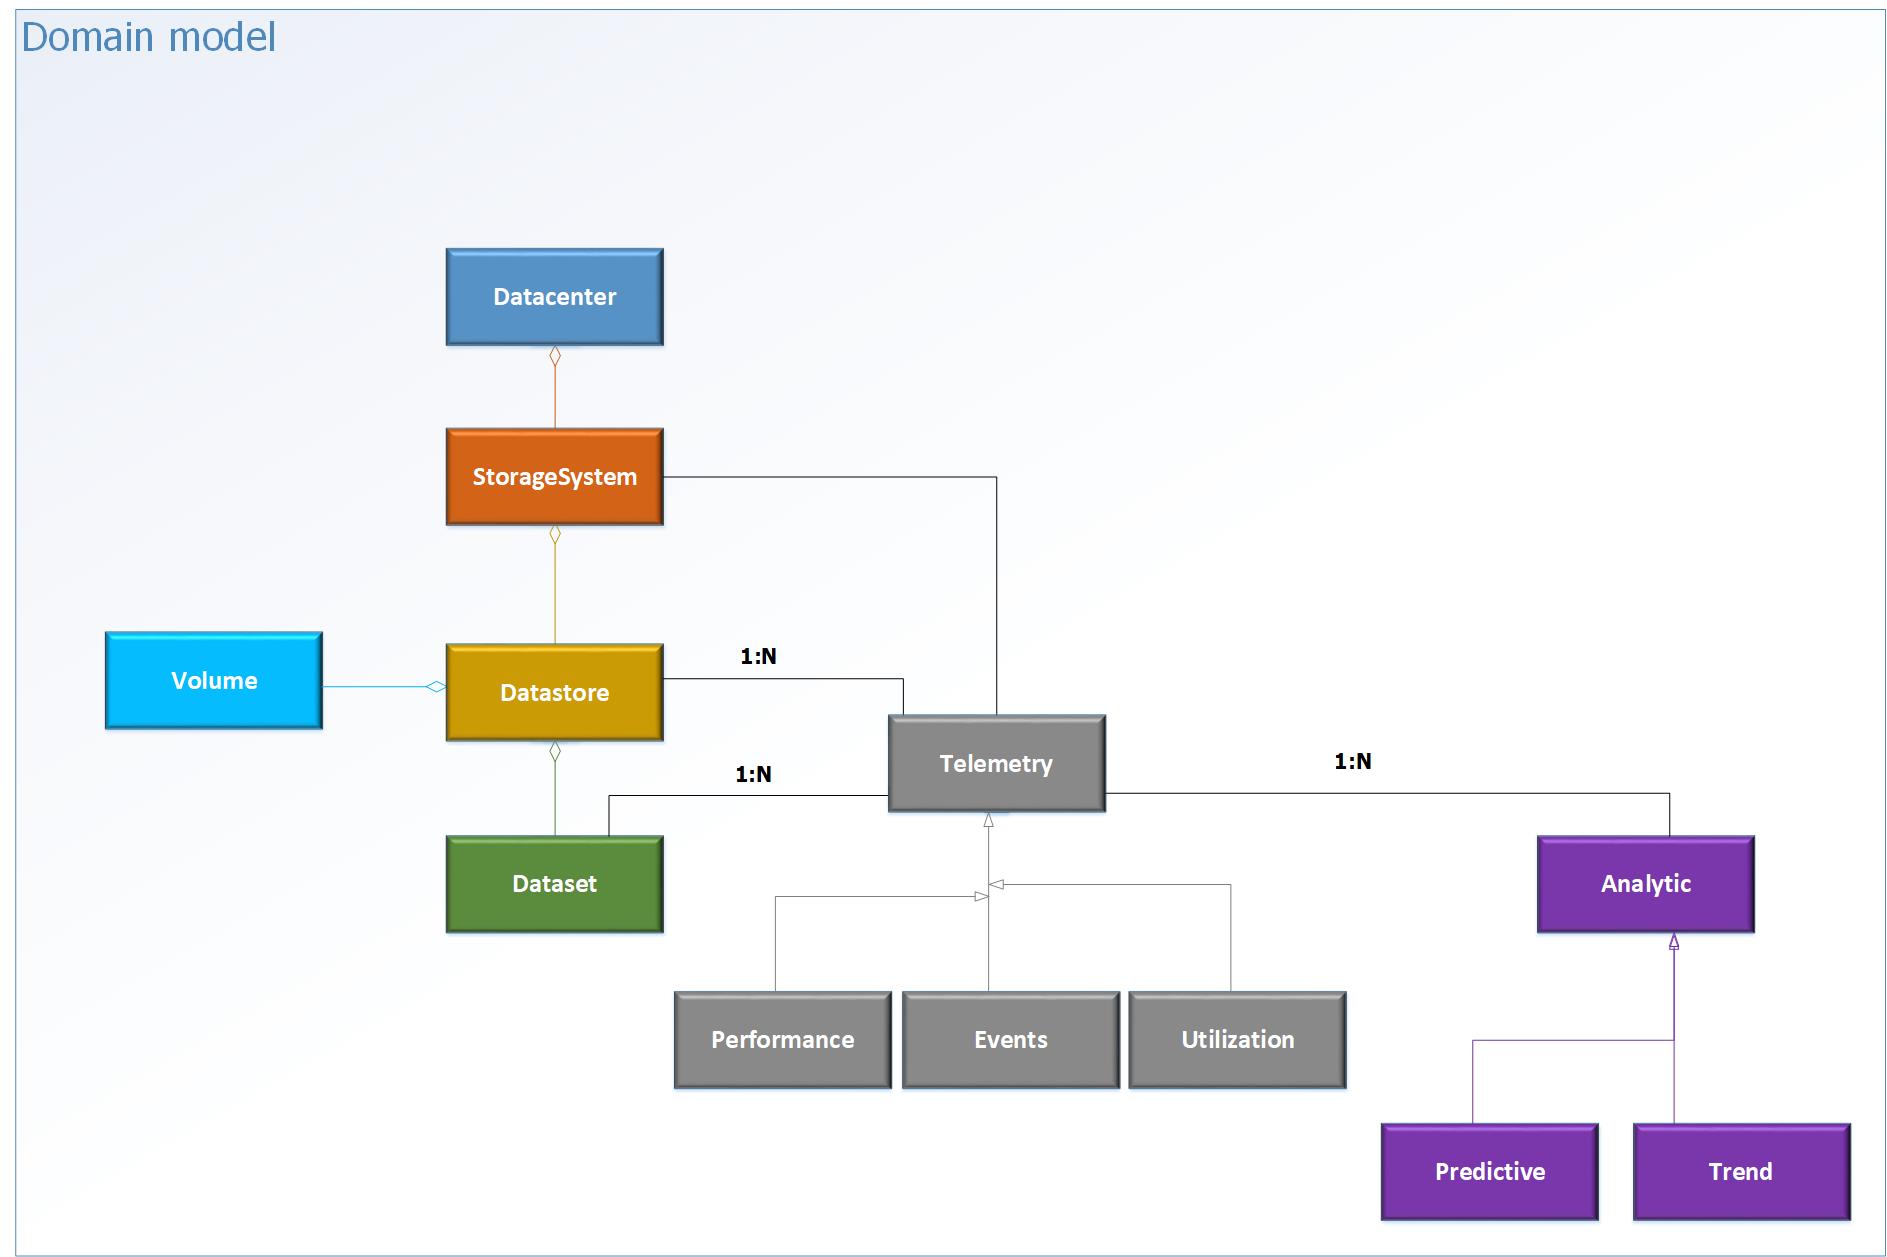 Domain model
Datacenter
StorageSystem
1:N
Volume
Datastore
Telemetry
1:N
1:N
Dataset
Analytic
Performance
Events
Utilization
Predictive
Trend